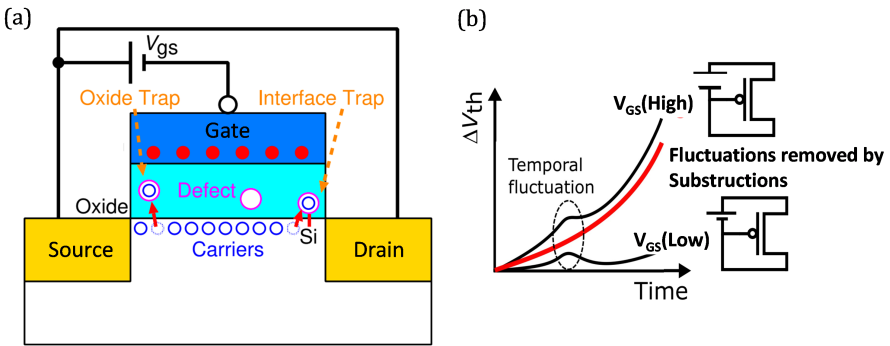 (a)
Vgs
Oxide Trap
Interface Trap
Gate
Defect
Oxide
Si
Source
Carriers
Drain
(b)
ΔVth
VGS(High)
Temporal
fluctuation
Fluctuations removed by
Substructions
VGS(Low)
Time